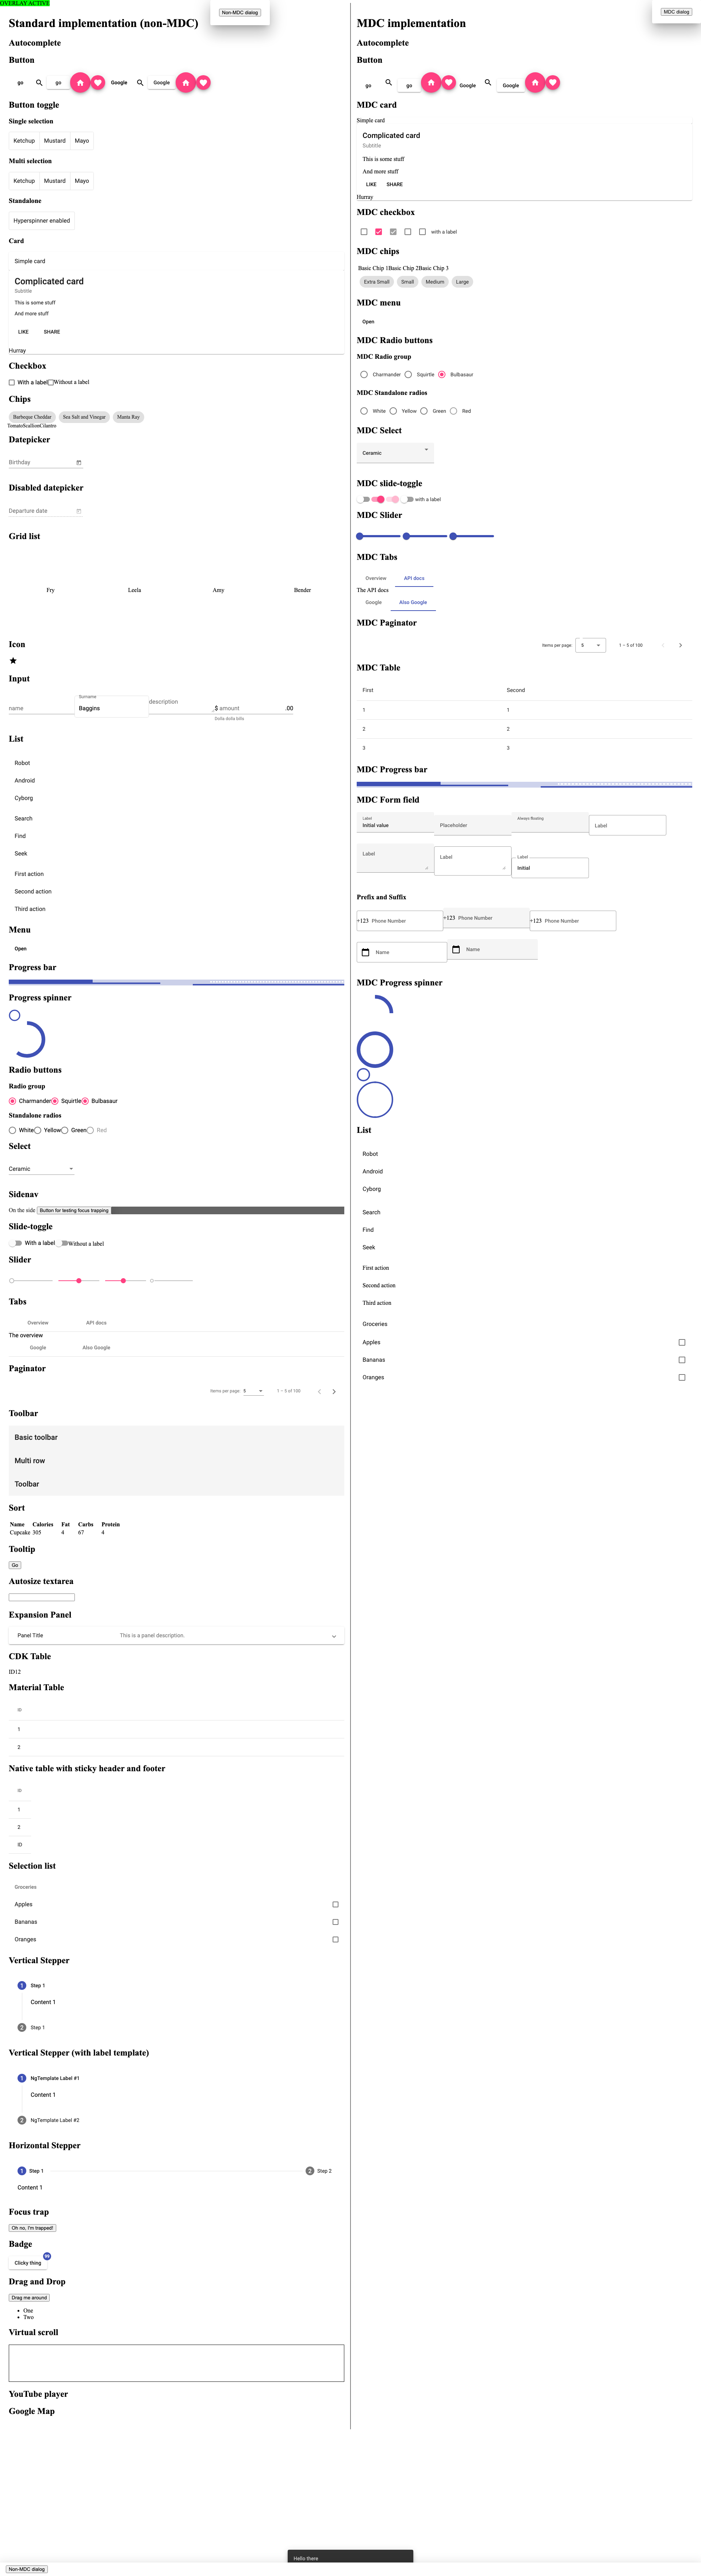 OVERLAY ACTIVE
Non-MDC dialog
Standard implementation (non-MDC)
Autocomplete
Button
go go Google Google
Button toggle
Single selection
Ketchup Mustard Mayo
Multi selection
Ketchup Mustard Mayo
Standalone
Hyperspinner enabled
Card
Simple card
Complicated card
Subtitle
This is some stuff
And more stuff
LIKE SHARE
Hurray
Checkbox
With a label Without a label
Chips
Barbeque Chedder Sea Salt and Vinegar Manta Ray
TomatoScallionCilantro
Datepicker
Birthday
Disabled datepicker
Departure date
Grid list
Fry Leela Amy Bender
Icon
Input
Surname
name Baggins description $ amount .00
Dolla dolla bills
List
Robot
Android
Cyborg
Search
Find
Seek
First action
Second action
Third action
Menu
Open
Progress bar
Progress spinner
Radio buttons
Radio group
Charmander Squirtle Bulbasaur
Standalone radios
White Yellow Green Red
Select
Ceramic
Sidenav
On the side Button for testing focus trapping
Slide-toggle
With a label Without a label
Slider
Tabs
Overview API docs
The overview
Google Also Google
Paginator
Items per page: 5 1 – 5 of 100
Toolbar
Basic toolbar
Multi row
Toolbar
Sort
Name Calories Fat Carbs Protein
Cupcake 305 4 67 4
Tooltip
Go
Autosize textarea
Expansion Panel
Panel Title This is a panel description.
CDK Table
ID12
Material Table
ID
1
2
Native table with sticky header and footer
ID
1
2
ID
Selection list
Groceries
Apples
Bananas
Oranges
Vertical Stepper
1 Step 1
Content 1
2 Step 1
Vertical Stepper (with label template)
1 NgTemplate Label #1
Content 1
2 NgTemplate Label #2
Horizontal Stepper
1 Step 1 2 Step 2
Content 1
Focus trap
Oh no, I'm trapped!
Badge
Clicky thing 99
Drag and Drop
Drag me around
One
Two
Virtual scroll
YouTube player
Google Map
MDC dialog
MDC implementation
Autocomplete
Button
go go Google Google
MDC card
Simple card
Complicated card
Subtitle
This is some stuff
And more stuff
LIKE SHARE
Hurray
MDC checkbox
with a label
MDC chips
Basic Chip 1Basic Chip 2Basic Chip 3
Extra Small Small Medium Large
MDC menu
Open
MDC Radio buttons
MDC Radio group
Charmander Squirtle Bulbasaur
MDC Standalone radios
White Yellow Green Red
MDC Select
Ceramic
MDC slide-toggle
with a label
MDC Slider
MDC Tabs
Overview API docs
The API docs
Google Also Google
MDC Paginator
Items per page: 5 1 – 5 of 100
MDC Table
First Second
1 1
2 2
3 3
MDC Progress bar
MDC Form field
Label Always floating
Initial value Placeholder Label
Label Label Label
Initial
Prefix and Suffix
+123 Phone Number +123 Phone Number +123 Phone Number
Name Name
MDC Progress spinner
List
Robot
Android
Cyborg
Search
Find
Seek
First action
Second action
Third action
Groceries
Apples
Bananas
Oranges
Hello there
Non-MDC dialog